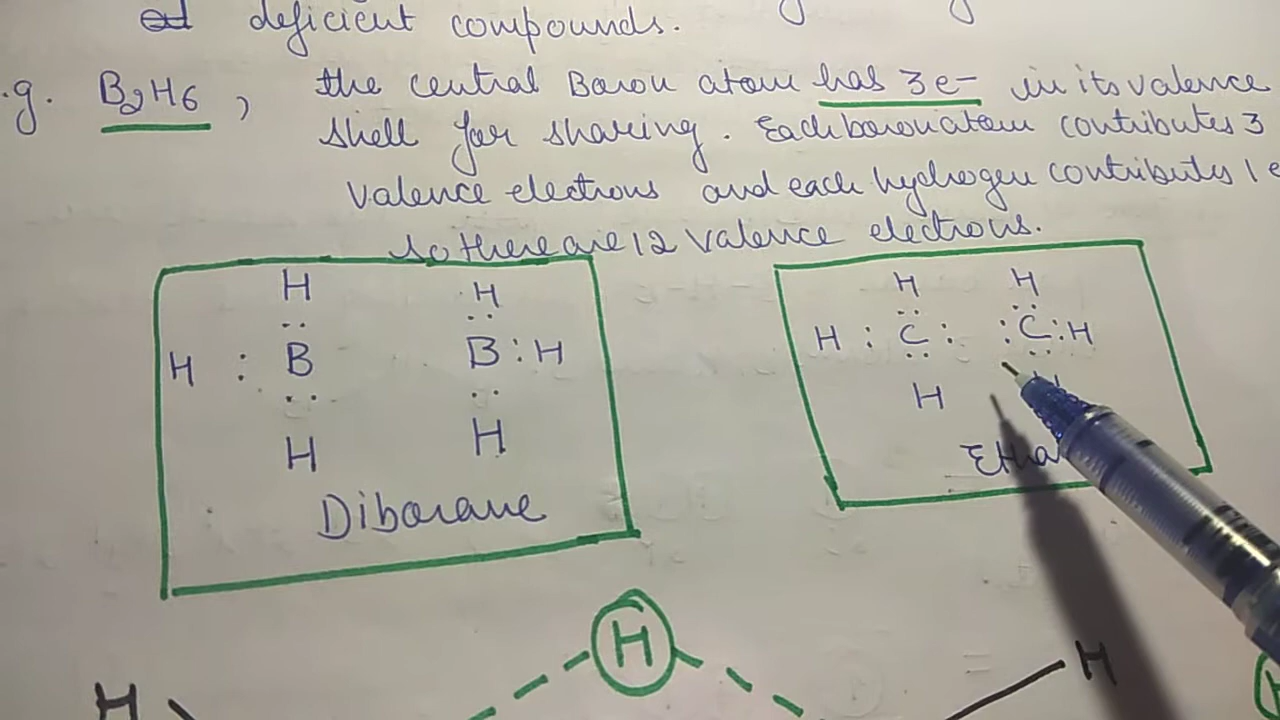 ed deficient compounds.
.g. B2H6, the central Boron atom has 3e- in its valence
shell for sharing. Each boron atom contributes 3
valence electrons and each hydrogen contributes 1 e
so there are 12 valence electrons.
H H
H : B B : H
H H
Diborane
H H
H : C : : C : H
H
H
H
H